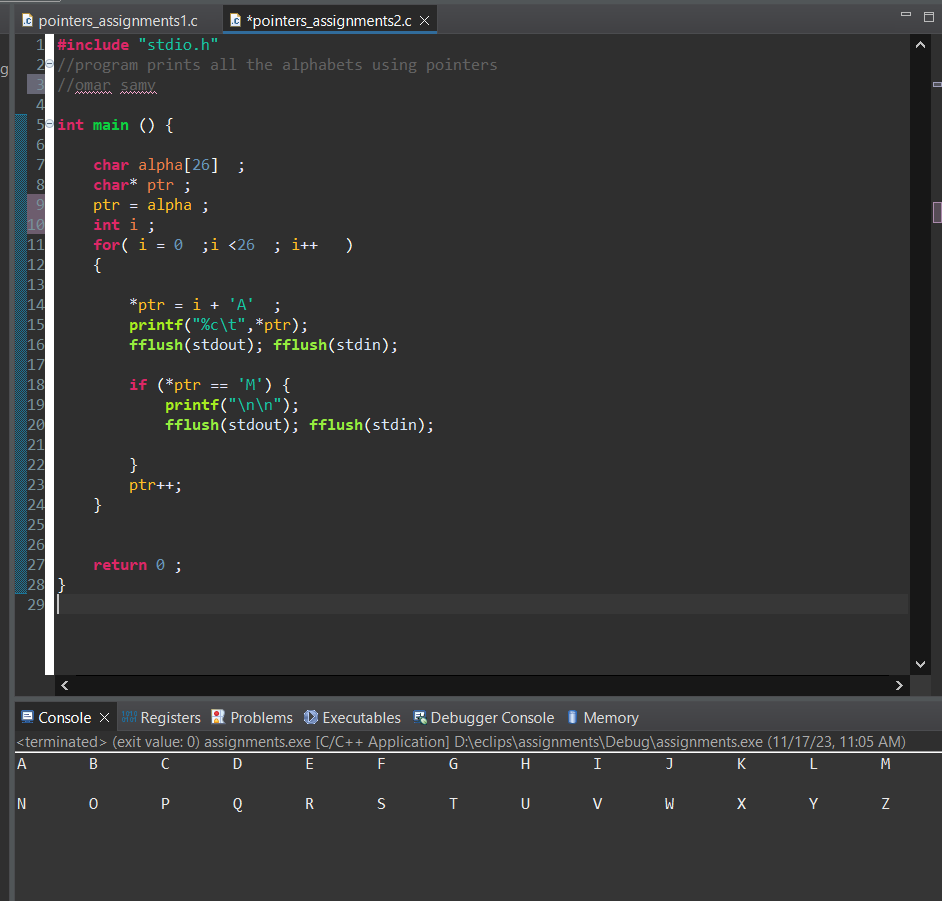 pointers_assignments1.c *pointers_assignments2.c
g
1 #include "stdio.h"
2 //program prints all the alphabets using pointers
3 //omar samy
4
5 int main () {
6
7 char alpha[26]  ;
8 char* ptr ;
9 ptr = alpha ;
10 int i ;
11 for( i = 0  ;i <26  ; i++   )
12 {
13
14 *ptr = i + 'A'  ;
15 printf("%c\t",*ptr);
16 fflush(stdout); fflush(stdin);
17
18 if (*ptr == 'M') {
19 printf("\n\n");
20 fflush(stdout); fflush(stdin);
21
22 }
23 ptr++;
24 }
25
26
27 return 0 ;
28 }
29
Console Registers Problems Executables Debugger Console Memory
<terminated> (exit value: 0) assignments.exe [C/C++ Application] D:\eclips\assignments\Debug\assignments.exe (11/17/23, 11:05 AM)
A B C D E F G H I J K L M
N O P Q R S T U V W X Y Z